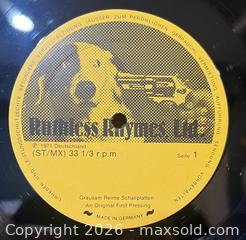 Ruthless Rhymes, Ltd.
℗ 1971 Deutschland
(ST/MX) 33 1/3 r.p.m.
Seite 1
Grausam Reime Schallplatten
An Original First Pressing
~ MADE IN GERMANY ~
Copyright 2026 - maxsold.com